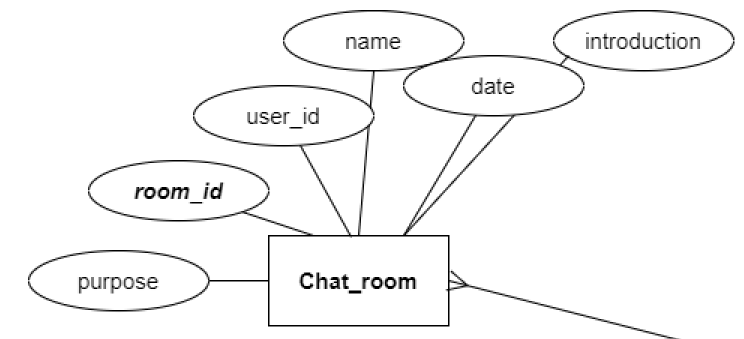 name
introduction
date
user_id
room_id
purpose
Chat_room